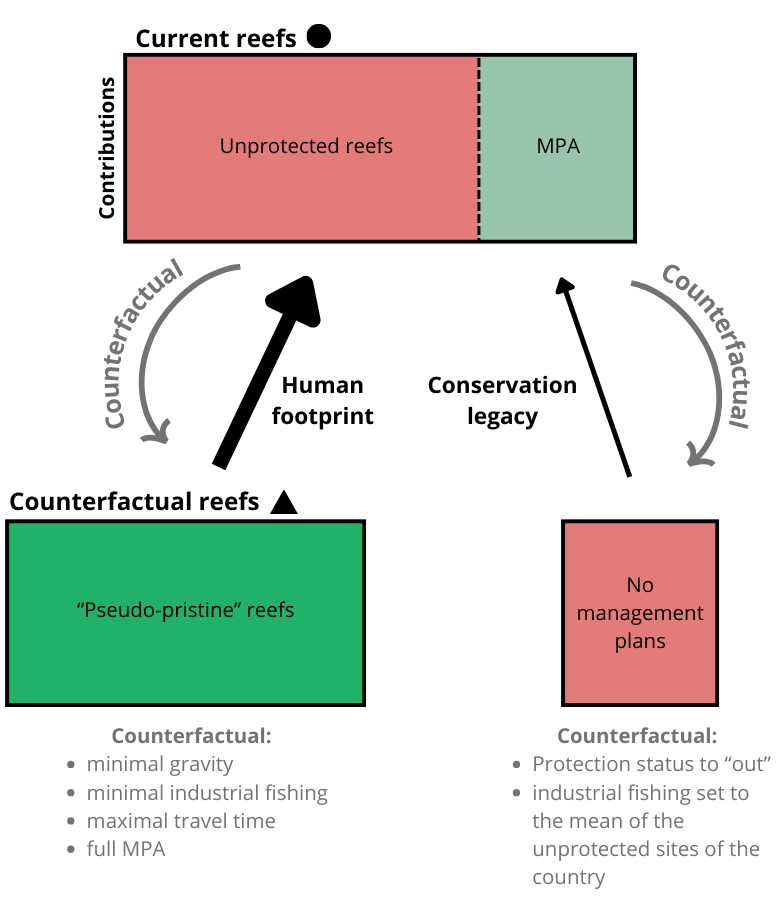 Current reefs
Contributions
Unprotected reefs
MPA
Counterfactual
Counterfactual
Human
footprint
Conservation
legacy
Counterfactual reefs
“Pseudo-pristine” reefs
No
management
plans
Counterfactual:
• minimal gravity
• minimal industrial fishing
• maximal travel time
• full MPA
Counterfactual:
• Protection status to “out”
• industrial fishing set to
the mean of the
unprotected sites of the
country